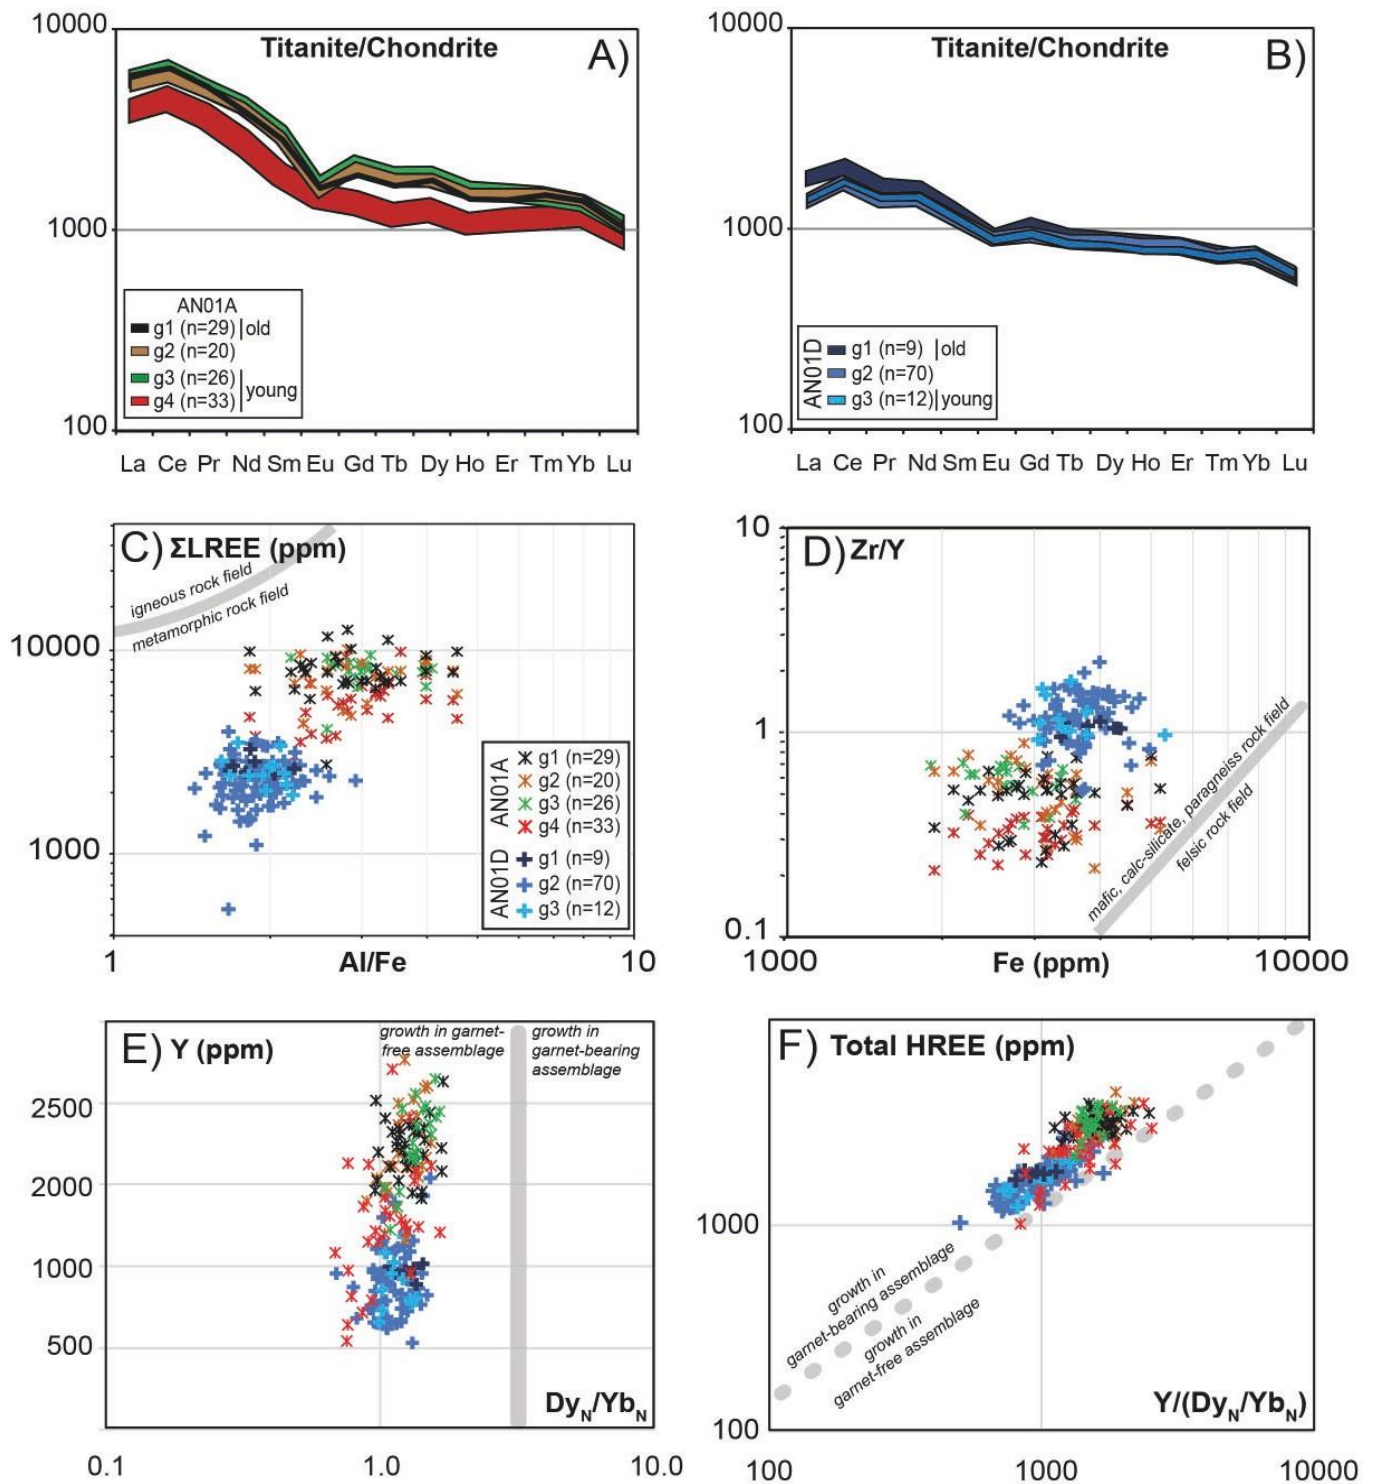 10000
Titanite/Chondrite
A)
1000
100
AN01A
g1 (n=29) | old
g2 (n=20)
g3 (n=26)
young
g4 (n=33)
La Ce Pr Nd Sm Eu Gd Tb Dy Ho Er Tm Yb Lu
10000
Titanite/Chondrite
B)
1000
100
AN01D
g1 (n=9) | old
g2 (n=70)
g3 (n=12) | young
La Ce Pr Nd Sm Eu Gd Tb Dy Ho Er Tm Yb Lu
C) ΣLREE (ppm)
igneous rock field
metamorphic rock field
10000
1000
AN01A
g1 (n=29)
g2 (n=20)
g3 (n=26)
g4 (n=33)
AN01D
g1 (n=9)
g2 (n=70)
g3 (n=12)
1
Al/Fe
10
10
D) Zr/Y
1
0.1
mafic, calc-silicate, paragneiss rock field
felsic rock field
1000
Fe (ppm)
10000
E) Y (ppm)
growth in garnet-
free assemblage
growth in
garnet-bearing
assemblage
2500
2000
1000
500
DyN/YbN
0.1
1.0
10.0
F) Total HREE (ppm)
1000
growth in
garnet-bearing assemblage
growth in
garnet-free assemblage
Y/(DyN/YbN)
100
100
1000
10000